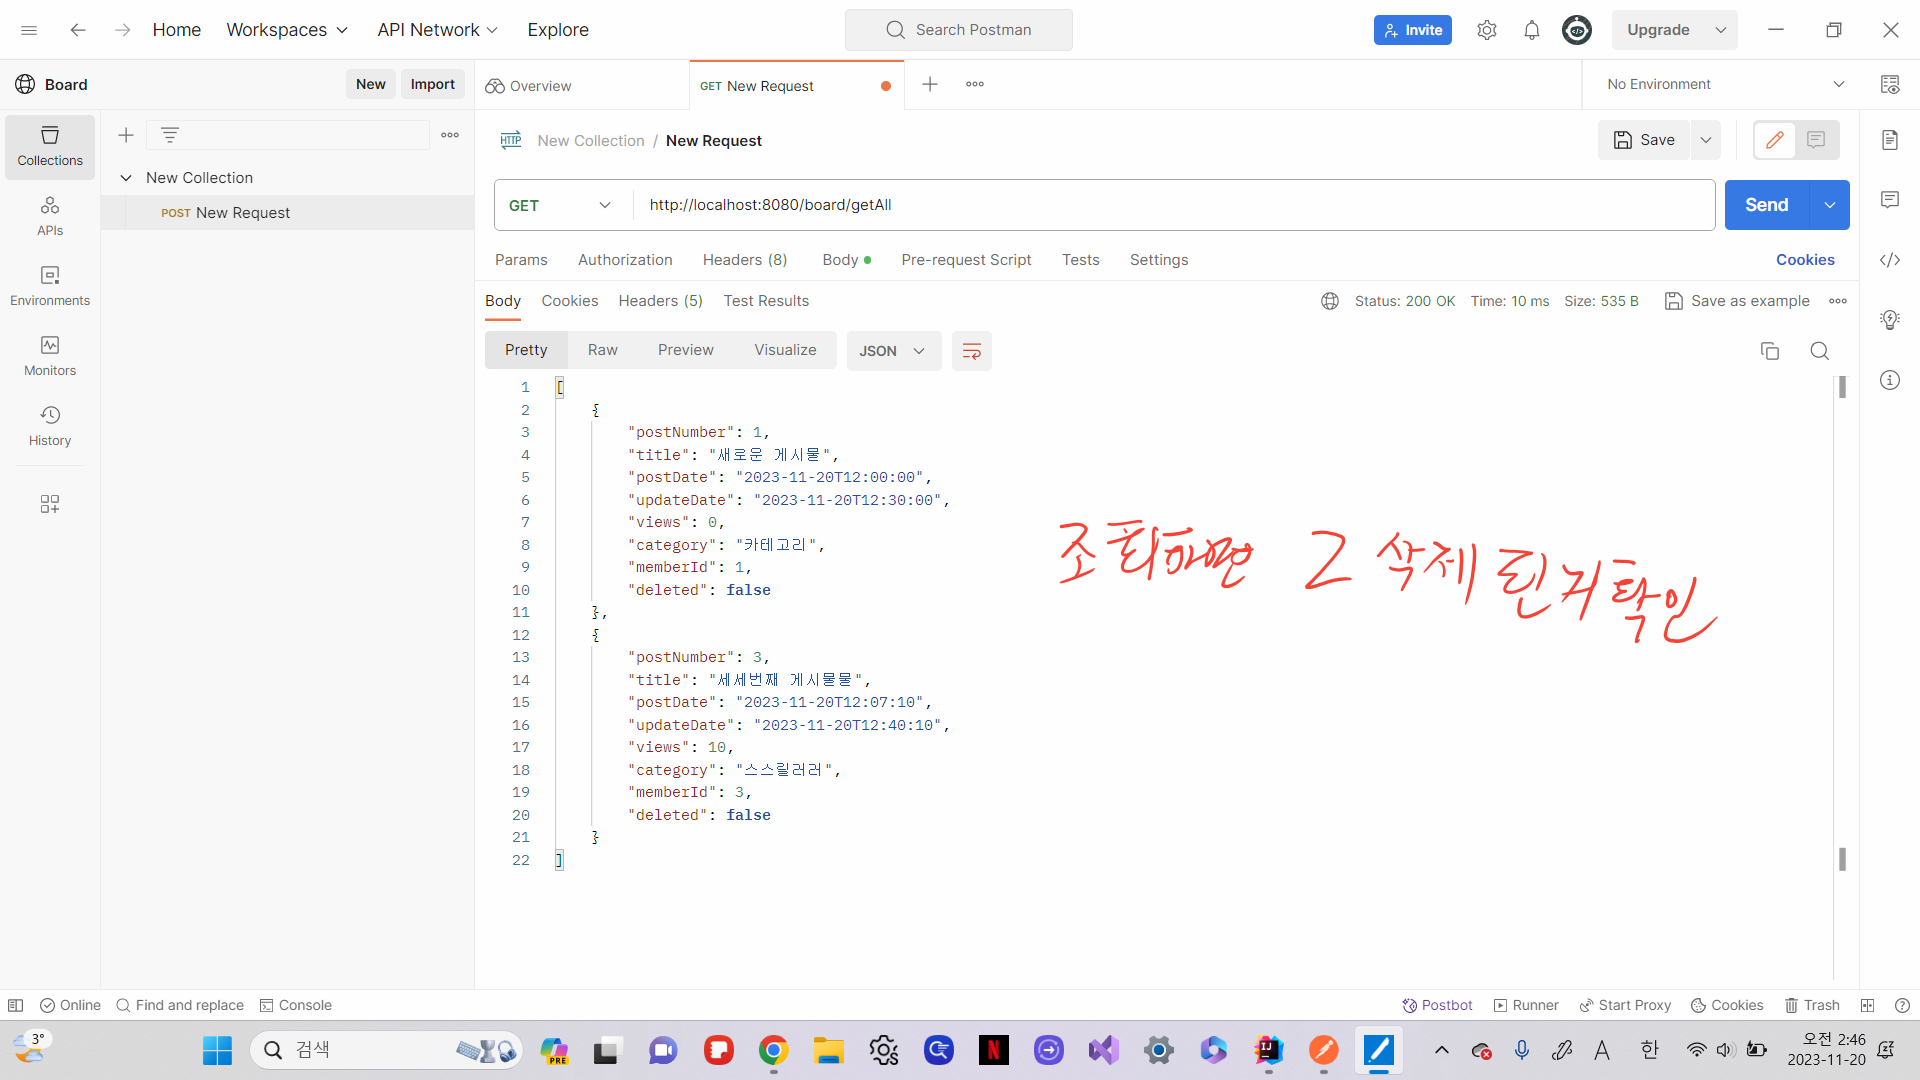 Home Workspaces API Network Explore Search Postman Invite Upgrade
Board New Import Overview GET New Request No Environment
Collections
New Collection / New Request Save
New Collection
GET http://localhost:8080/board/getAll Send
POST New Request
APIs
Params Authorization Headers (8) Body Pre-request Script Tests Settings Cookies
Environments
Body Cookies Headers (5) Test Results Status: 200 OK Time: 10 ms Size: 535 B Save as example
Pretty Raw Preview Visualize JSON
Monitors
History
1 [
2 {
3 "postNumber": 1,
4 "title": "새로운 게시물",
5 "postDate": "2023-11-20T12:00:00",
6 "updateDate": "2023-11-20T12:30:00",
7 "views": 0,
8 "category": "카테고리",
9 "memberId": 1,
10 "deleted": false
11 },
12 {
13 "postNumber": 3,
14 "title": "세세번째 게시물물",
15 "postDate": "2023-11-20T12:07:10",
16 "updateDate": "2023-11-20T12:40:10",
17 "views": 10,
18 "category": "스스릴러러",
19 "memberId": 3,
20 "deleted": false
21 }
22 ]
조회하면 2 삭제 된거 확인
Online Find and replace Console Postbot Runner Start Proxy Cookies Trash
3° 검색 PRE N IJ A 한 오전 2:46
2023-11-20